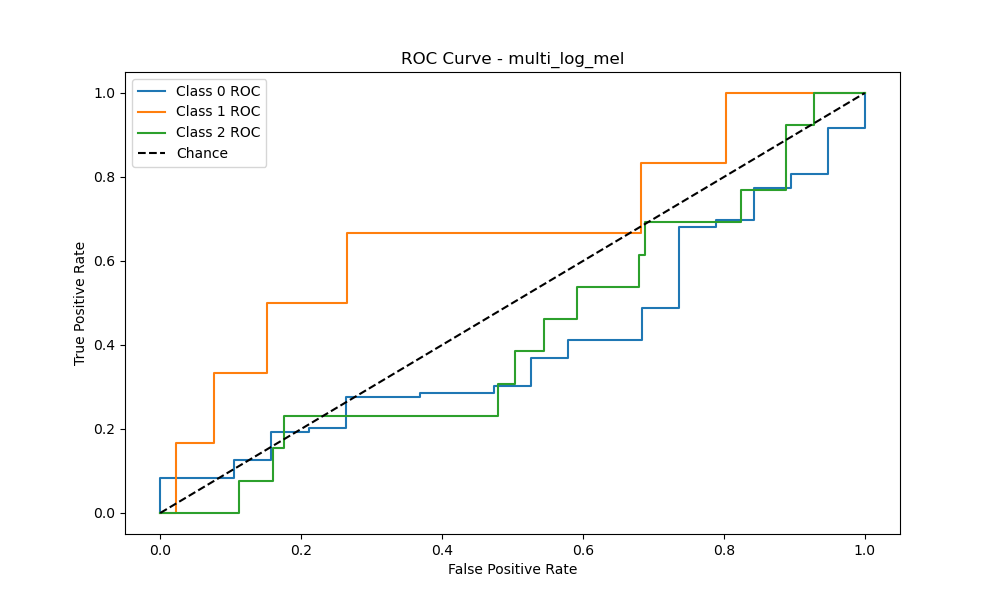 ROC Curve - multi_log_mel
Class 0 ROC
Class 1 ROC
Class 2 ROC
Chance
True Positive Rate
1.0
0.8
0.6
0.4
0.2
0.0
0.0 0.2 0.4 0.6 0.8 1.0
False Positive Rate